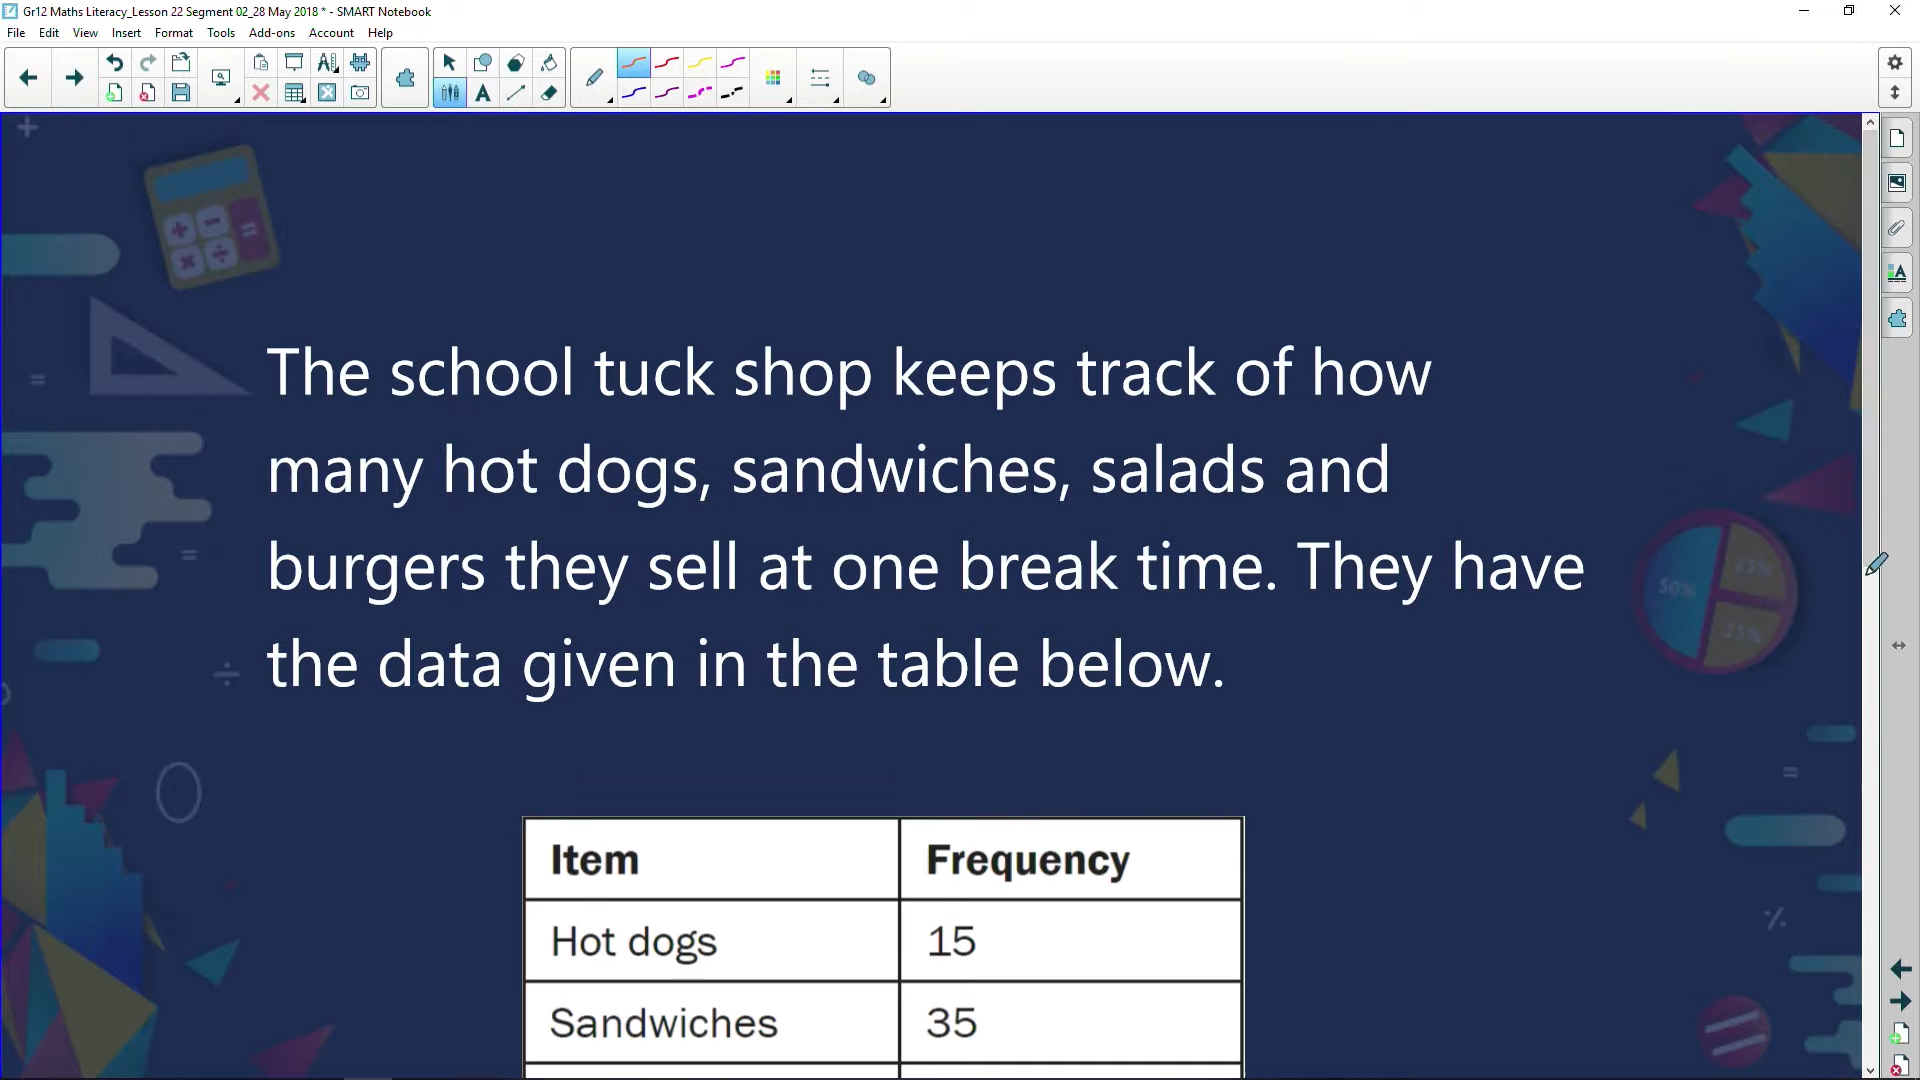 Gr12 Maths Literacy_Lesson 22 Segment 02_28 May 2018 * - SMART Notebook
File Edit View Insert Format Tools Add-ons Account Help
The school tuck shop keeps track of how
many hot dogs, sandwiches, salads and
burgers they sell at one break time. They have
the data given in the table below.
50%
25%
25%
Item Frequency
Hot dogs 15
Sandwiches 35